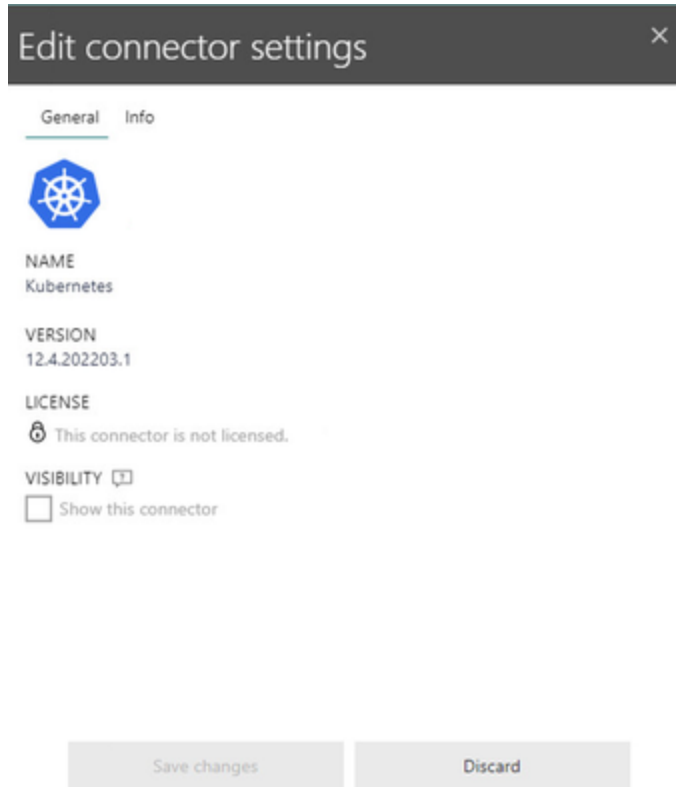 Edit connector settings
General Info
NAME
Kubernetes
VERSION
12.4.202203.1
LICENSE
This connector is not licensed.
VISIBILITY ?
Show this connector
Save changes Discard